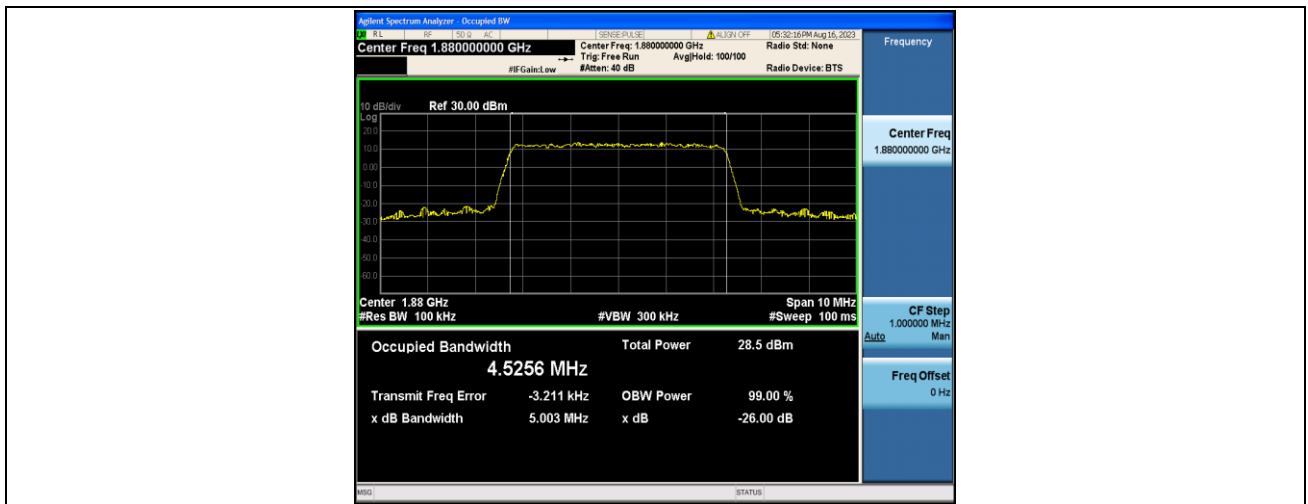 Agilent Spectrum Analyzer - Occupied BW
RL RF 50 Ω AC SENSE:PULSE ALIGN OFF 05:32:16 PM Aug 16, 2023
Center Freq 1.880000000 GHz
Center Freq: 1.880000000 GHz Radio Std: None
Trig: Free Run Avg|Hold: 100/100
#IFGain:Low #Atten: 40 dB Radio Device: BTS
Frequency
10 dB/div Ref 30.00 dBm
Log
20.0
10.0
0.00
-10.0
-20.0
-30.0
-40.0
-50.0
-60.0
Center 1.88 GHz Span 10 MHz
#Res BW 100 kHz #VBW 300 kHz #Sweep 100 ms
Occupied Bandwidth Total Power 28.5 dBm
4.5256 MHz
Transmit Freq Error -3.211 kHz OBW Power 99.00 %
x dB Bandwidth 5.003 MHz x dB -26.00 dB
Center Freq
1.880000000 GHz
CF Step
1.000000 MHz
Auto Man
Freq Offset
0 Hz
MSG STATUS